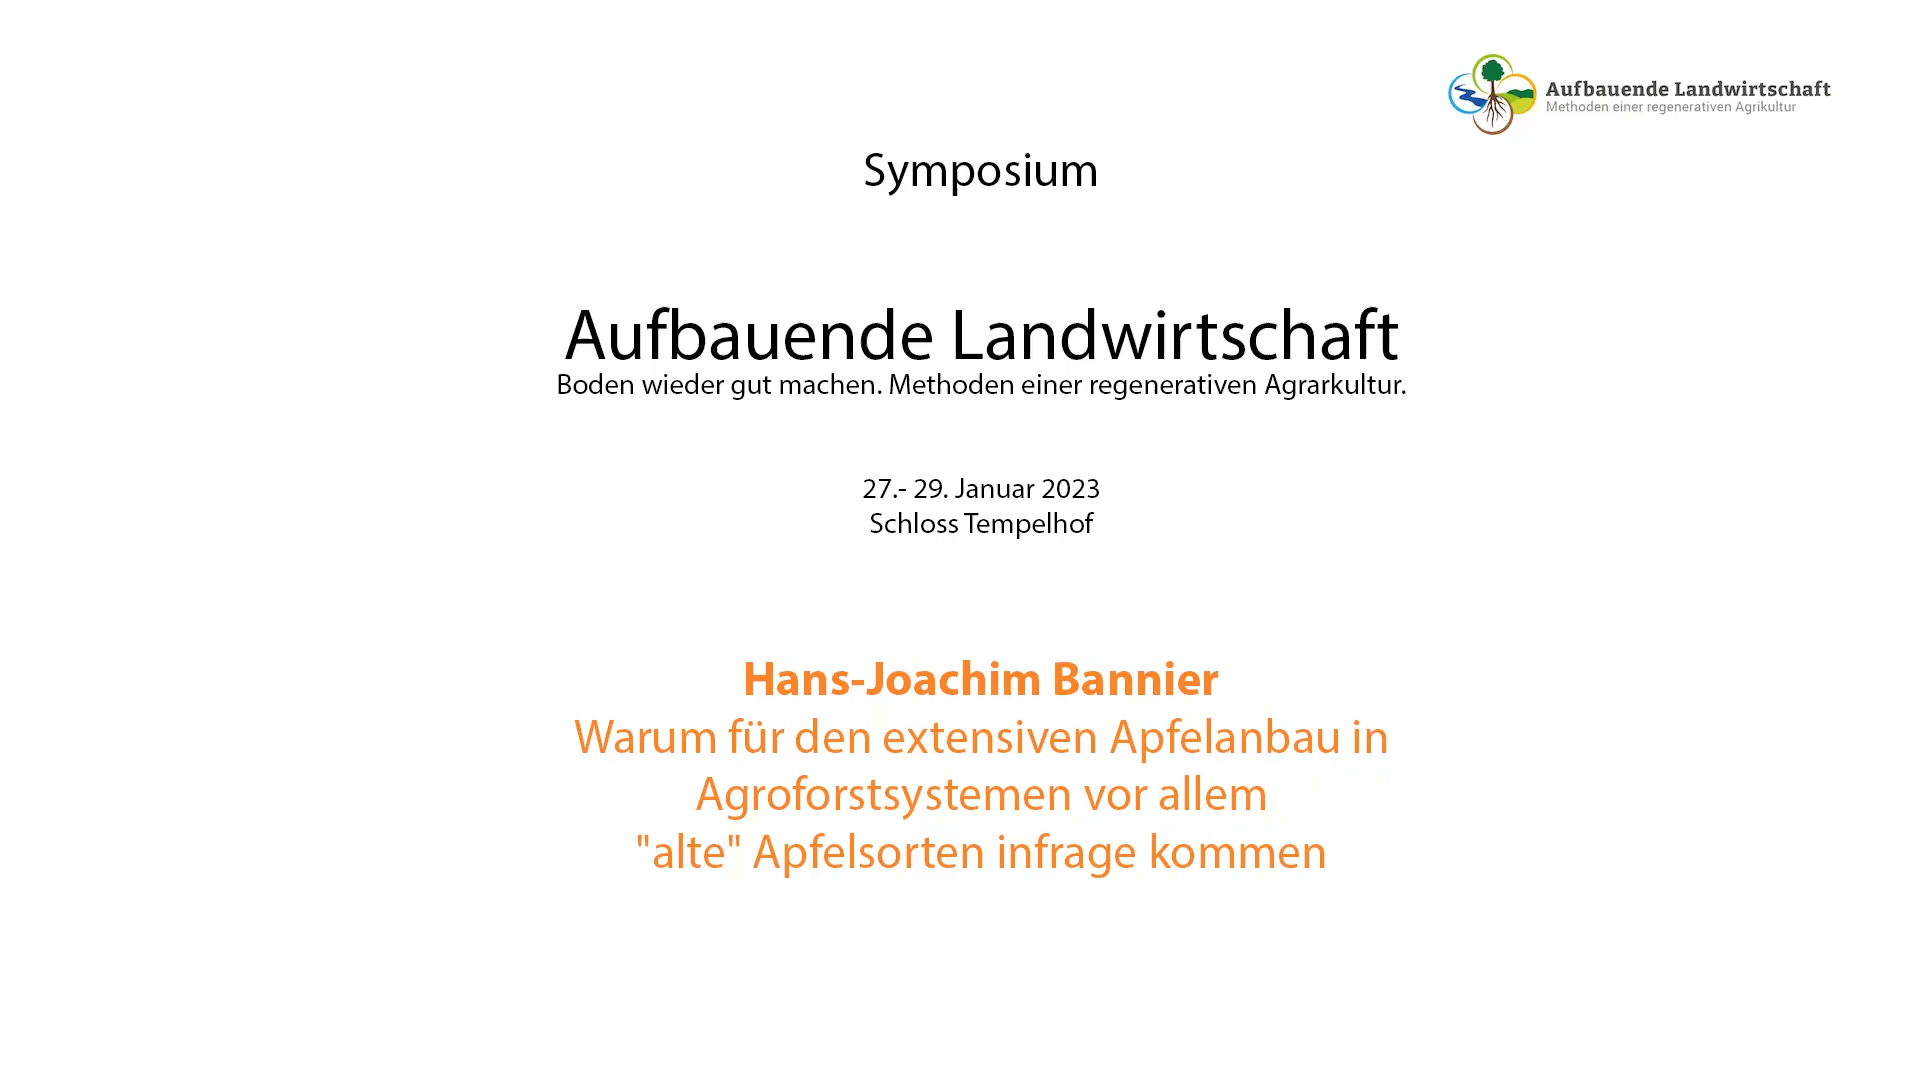 Aufbauende Landwirtschaft
Methoden einer regenerativen Agrikultur
Symposium
Aufbauende Landwirtschaft
Boden wieder gut machen. Methoden einer regenerativen Agrarkultur.
27.- 29. Januar 2023
Schloss Tempelhof
Hans-Joachim Bannier
Warum für den extensiven Apfelanbau in
Agroforstsystemen vor allem
"alte" Apfelsorten infrage kommen